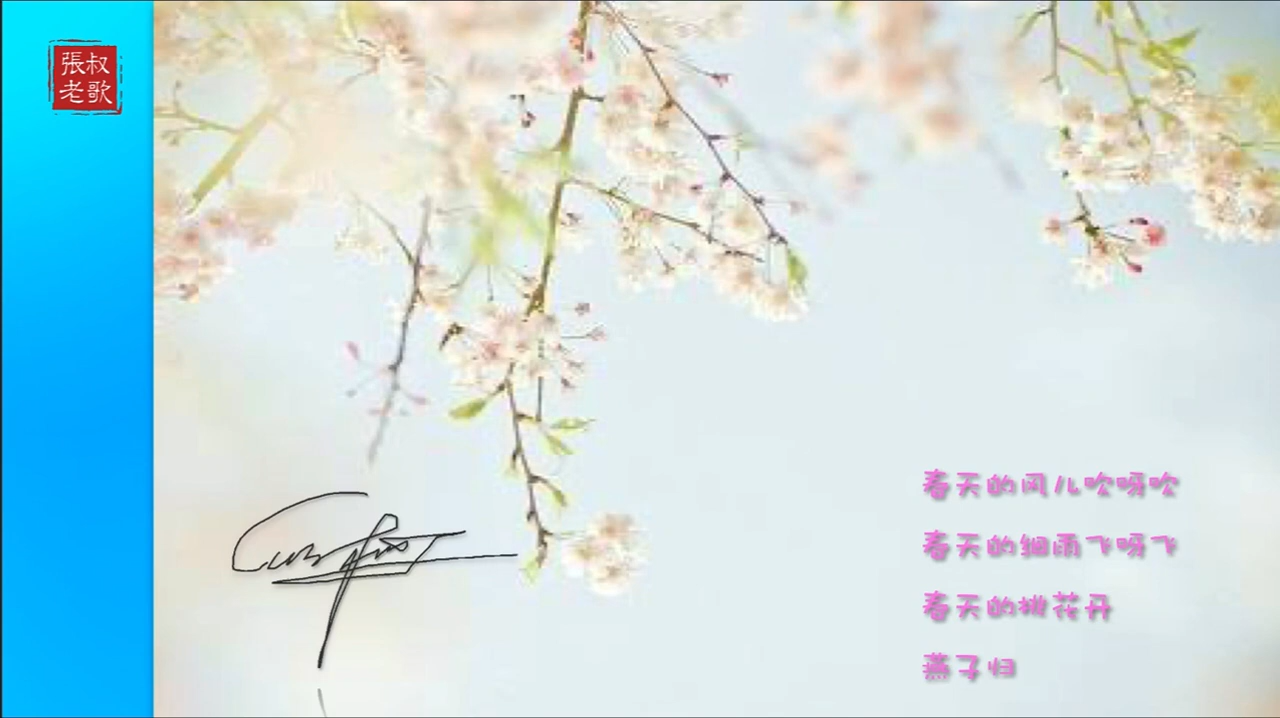 張叔
老歌
春天的风儿吹呀吹
春天的细雨飞呀飞
春天的桃花开
燕子归